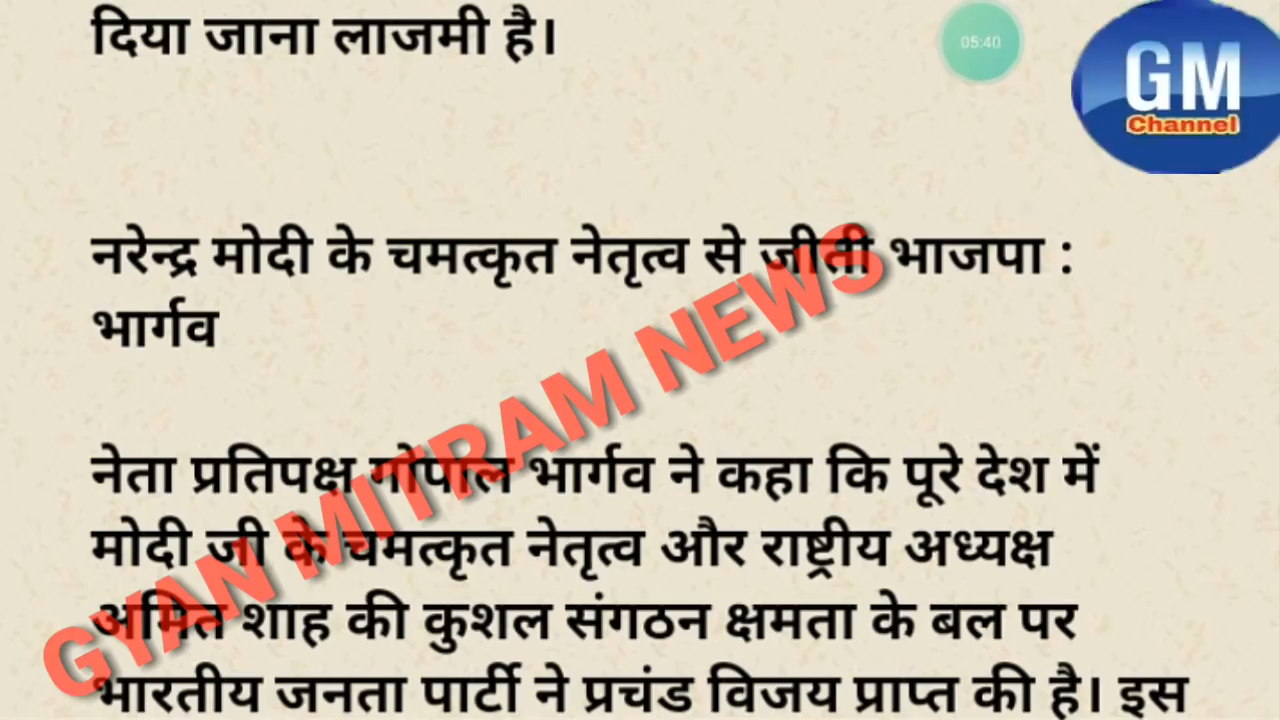 दिया जाना लाजमी है।
05:40
GM
Channel
नरेन्द्र मोदी के चमत्कृत नेतृत्व से जीती भाजपा :
भार्गव
नेता प्रतिपक्ष गोपाल भार्गव ने कहा कि पूरे देश में
मोदी जी के चमत्कृत नेतृत्व और राष्ट्रीय अध्यक्ष
अमित शाह की कुशल संगठन क्षमता के बल पर
भारतीय जनता पार्टी ने प्रचंड विजय प्राप्त की है। इस
GYAN MITRAM NEWS